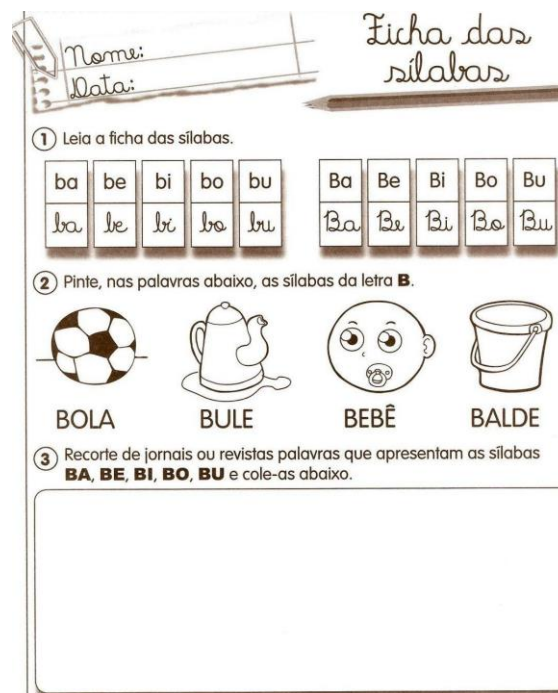 Nome:
Data:
Ficha das
sílabas
1 Leia a ficha das sílabas.
ba be bi bo bu Ba Be Bi Bo Bu
ba be bi bo bu Ba Be Bi Bo Bu
2 Pinte, nas palavras abaixo, as sílabas da letra B.
BOLA BULE BEBÊ BALDE
3 Recorte de jornais ou revistas palavras que apresentam as sílabas
BA, BE, BI, BO, BU e cole-as abaixo.